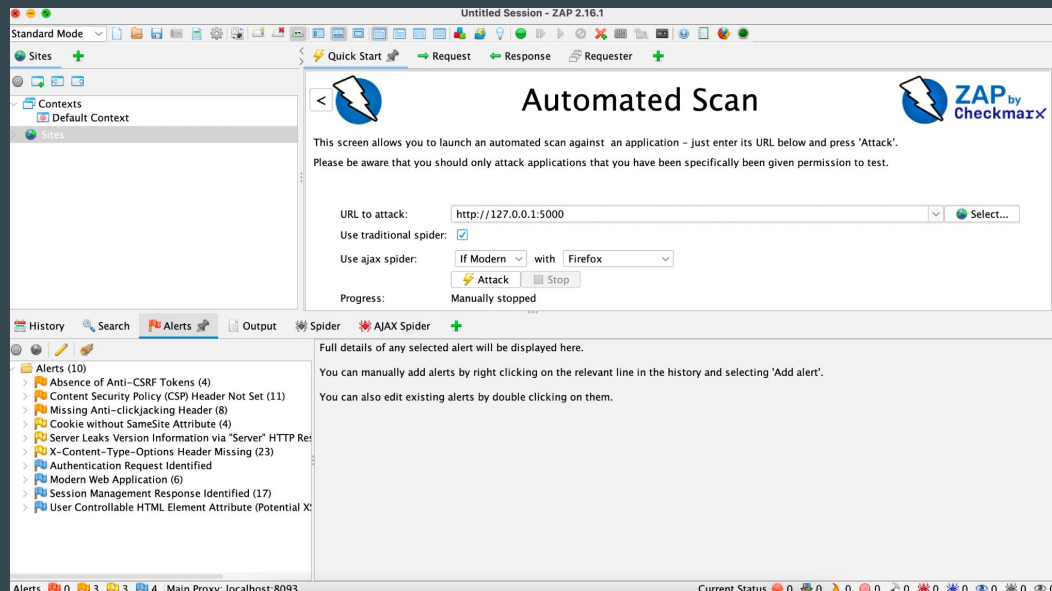 Untitled Session - ZAP 2.16.1
Standard Mode
Sites
Quick Start
Request
Response
Requester
Contexts
Default Context
Sites
<
Automated Scan
ZAP by
Checkmarx
This screen allows you to launch an automated scan against an application - just enter its URL below and press 'Attack'.
Please be aware that you should only attack applications that you have been specifically been given permission to test.
URL to attack: http://127.0.0.1:5000 Select...
Use traditional spider:
Use ajax spider: If Modern with Firefox
Attack Stop
Progress: Manually stopped
History Search Alerts Output Spider AJAX Spider
Full details of any selected alert will be displayed here.
You can manually add alerts by right clicking on the relevant line in the history and selecting 'Add alert'.
You can also edit existing alerts by double clicking on them.
Alerts (10)
Absence of Anti-CSRF Tokens (4)
Content Security Policy (CSP) Header Not Set (11)
Missing Anti-clickjacking Header (8)
Cookie without SameSite Attribute (4)
Server Leaks Version Information via "Server" HTTP Res
X-Content-Type-Options Header Missing (23)
Authentication Request Identified
Modern Web Application (6)
Session Management Response Identified (17)
User Controllable HTML Element Attribute (Potential XS
Alerts 0 3 3 4 Main Proxy: localhost:8093
Current Status 0 0 0 0 0 0 0 0 0